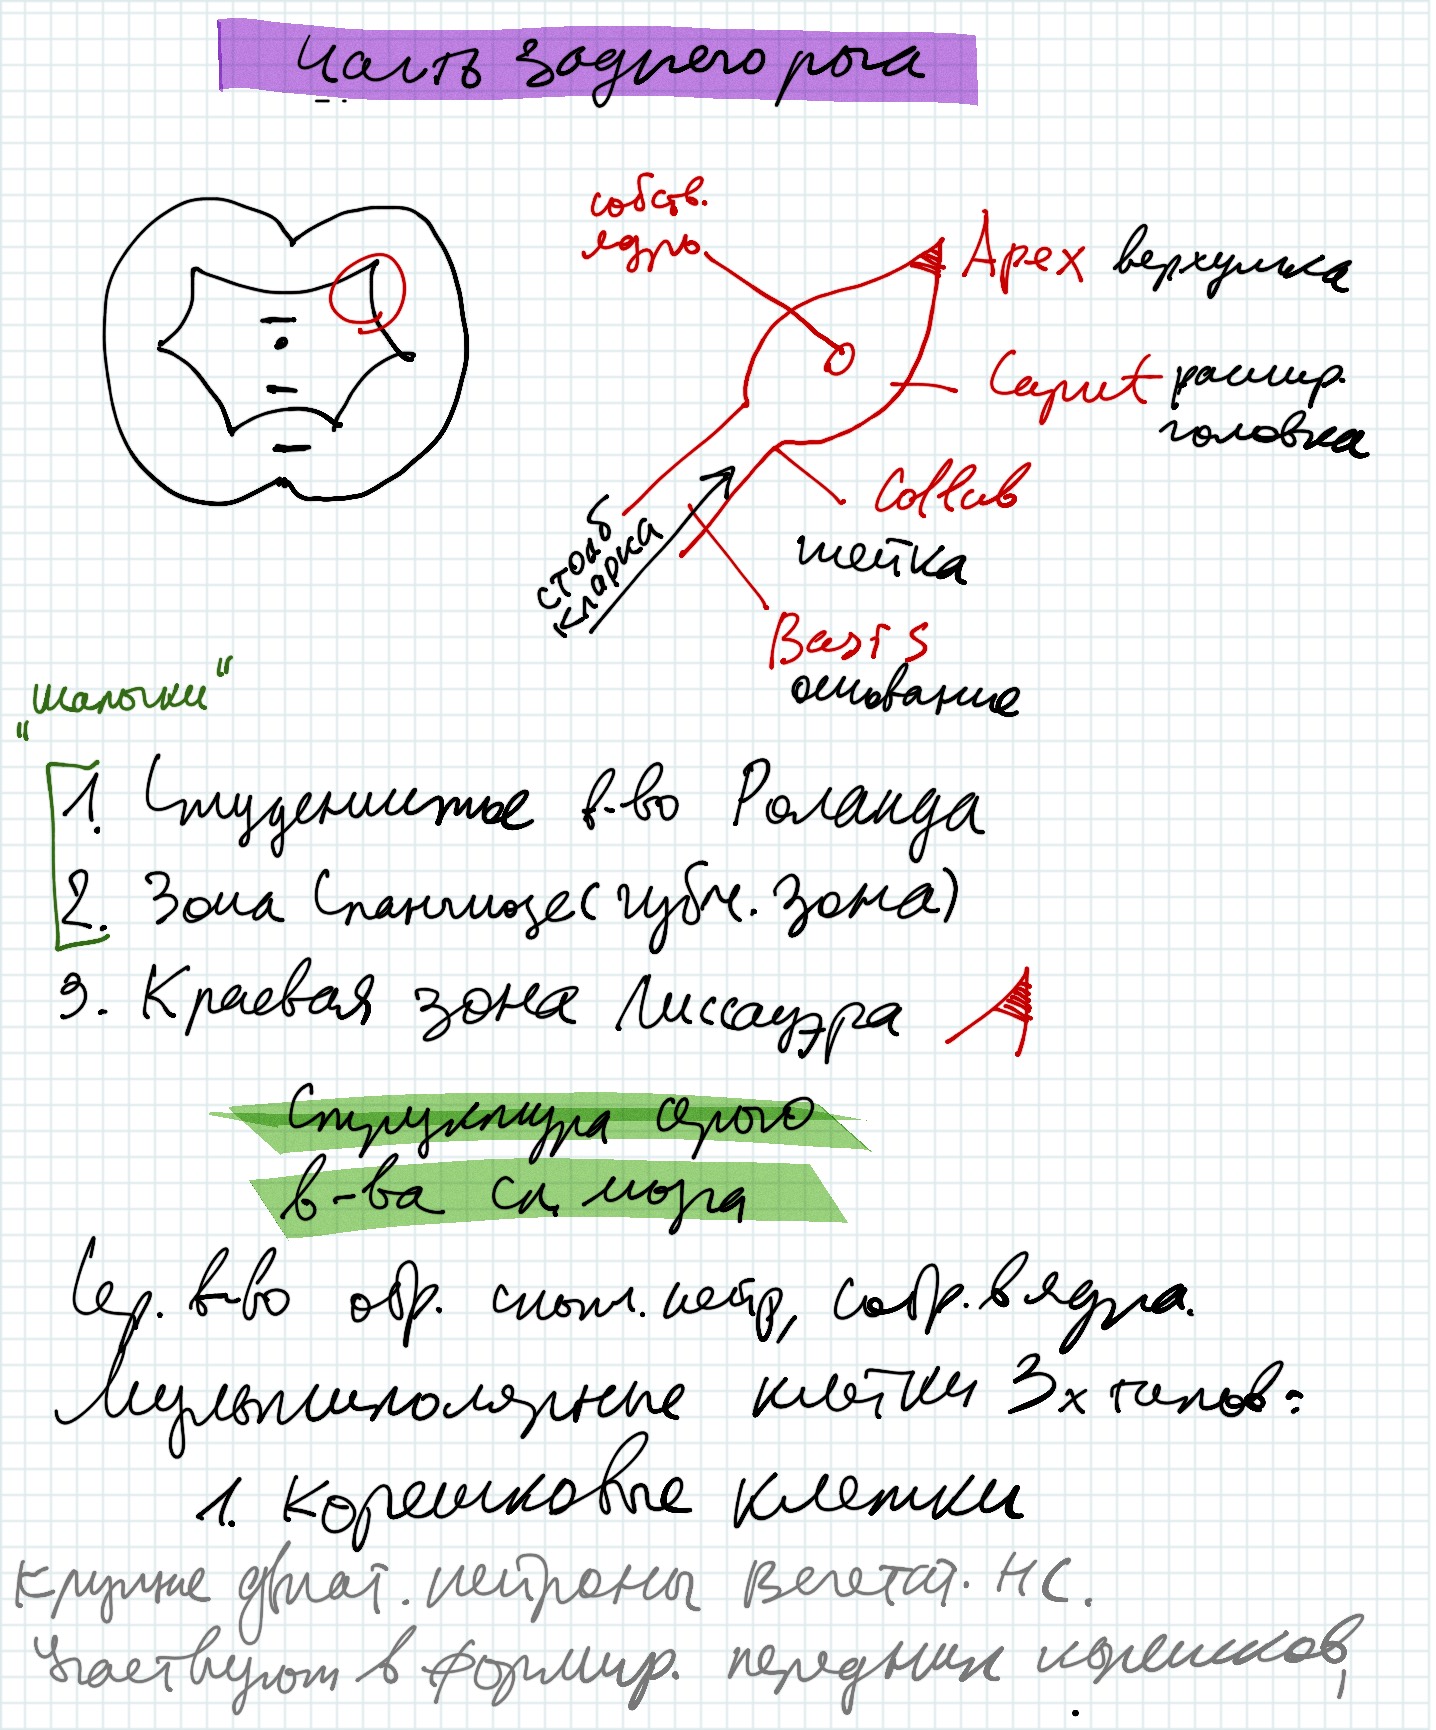 Часть заднего рога
собств.
ядро
Apex верхушка
Caput расшир.
головка
Collub
шейка
столб
Кларка
Basis
основание
"шапочки"
1. Студенистое в-во Роланда
2. Зона Спонгиозе (губч. зона)
3. Краевая зона Лиссауэра
Структура серого
в-ва сп. мозга
Сер. в-во обр. скопл. нейр, собр. в ядра.
Мультиполярные клетки 3х типов:
1. Корешковые клетки
Крупные двигат. нейроны Вегетат. НС.
Участвуют в формир. передних корешков,